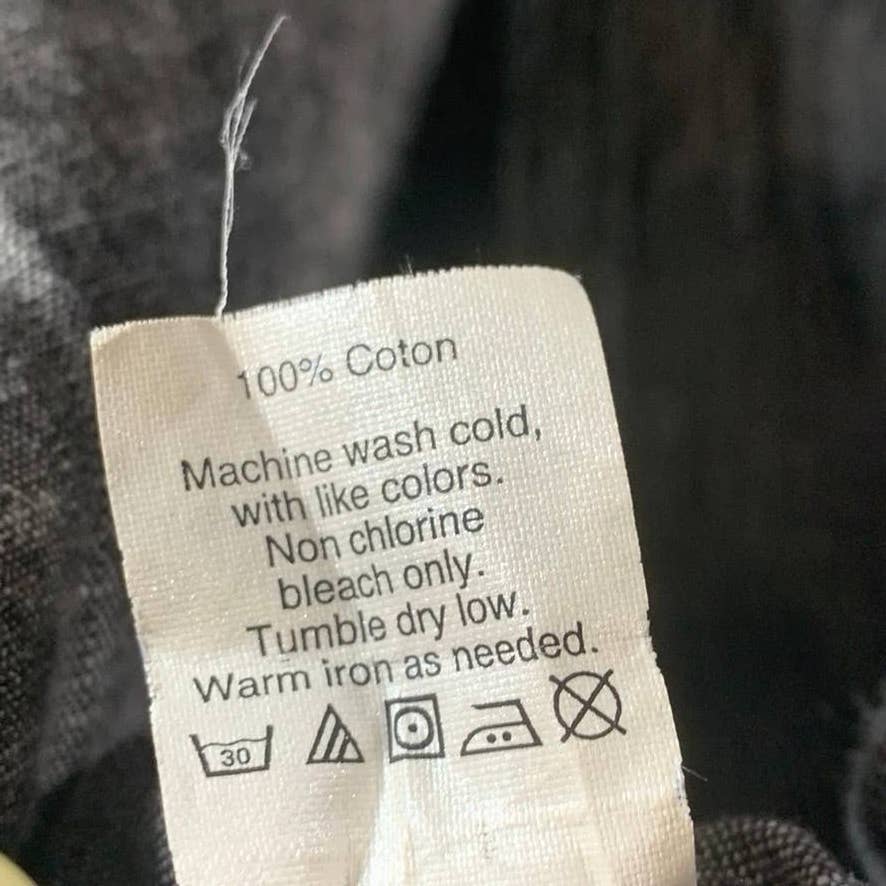 100% Coton
Machine wash cold,
with like colors.
Non chlorine
bleach only.
Tumble dry low.
Warm iron as needed.
30